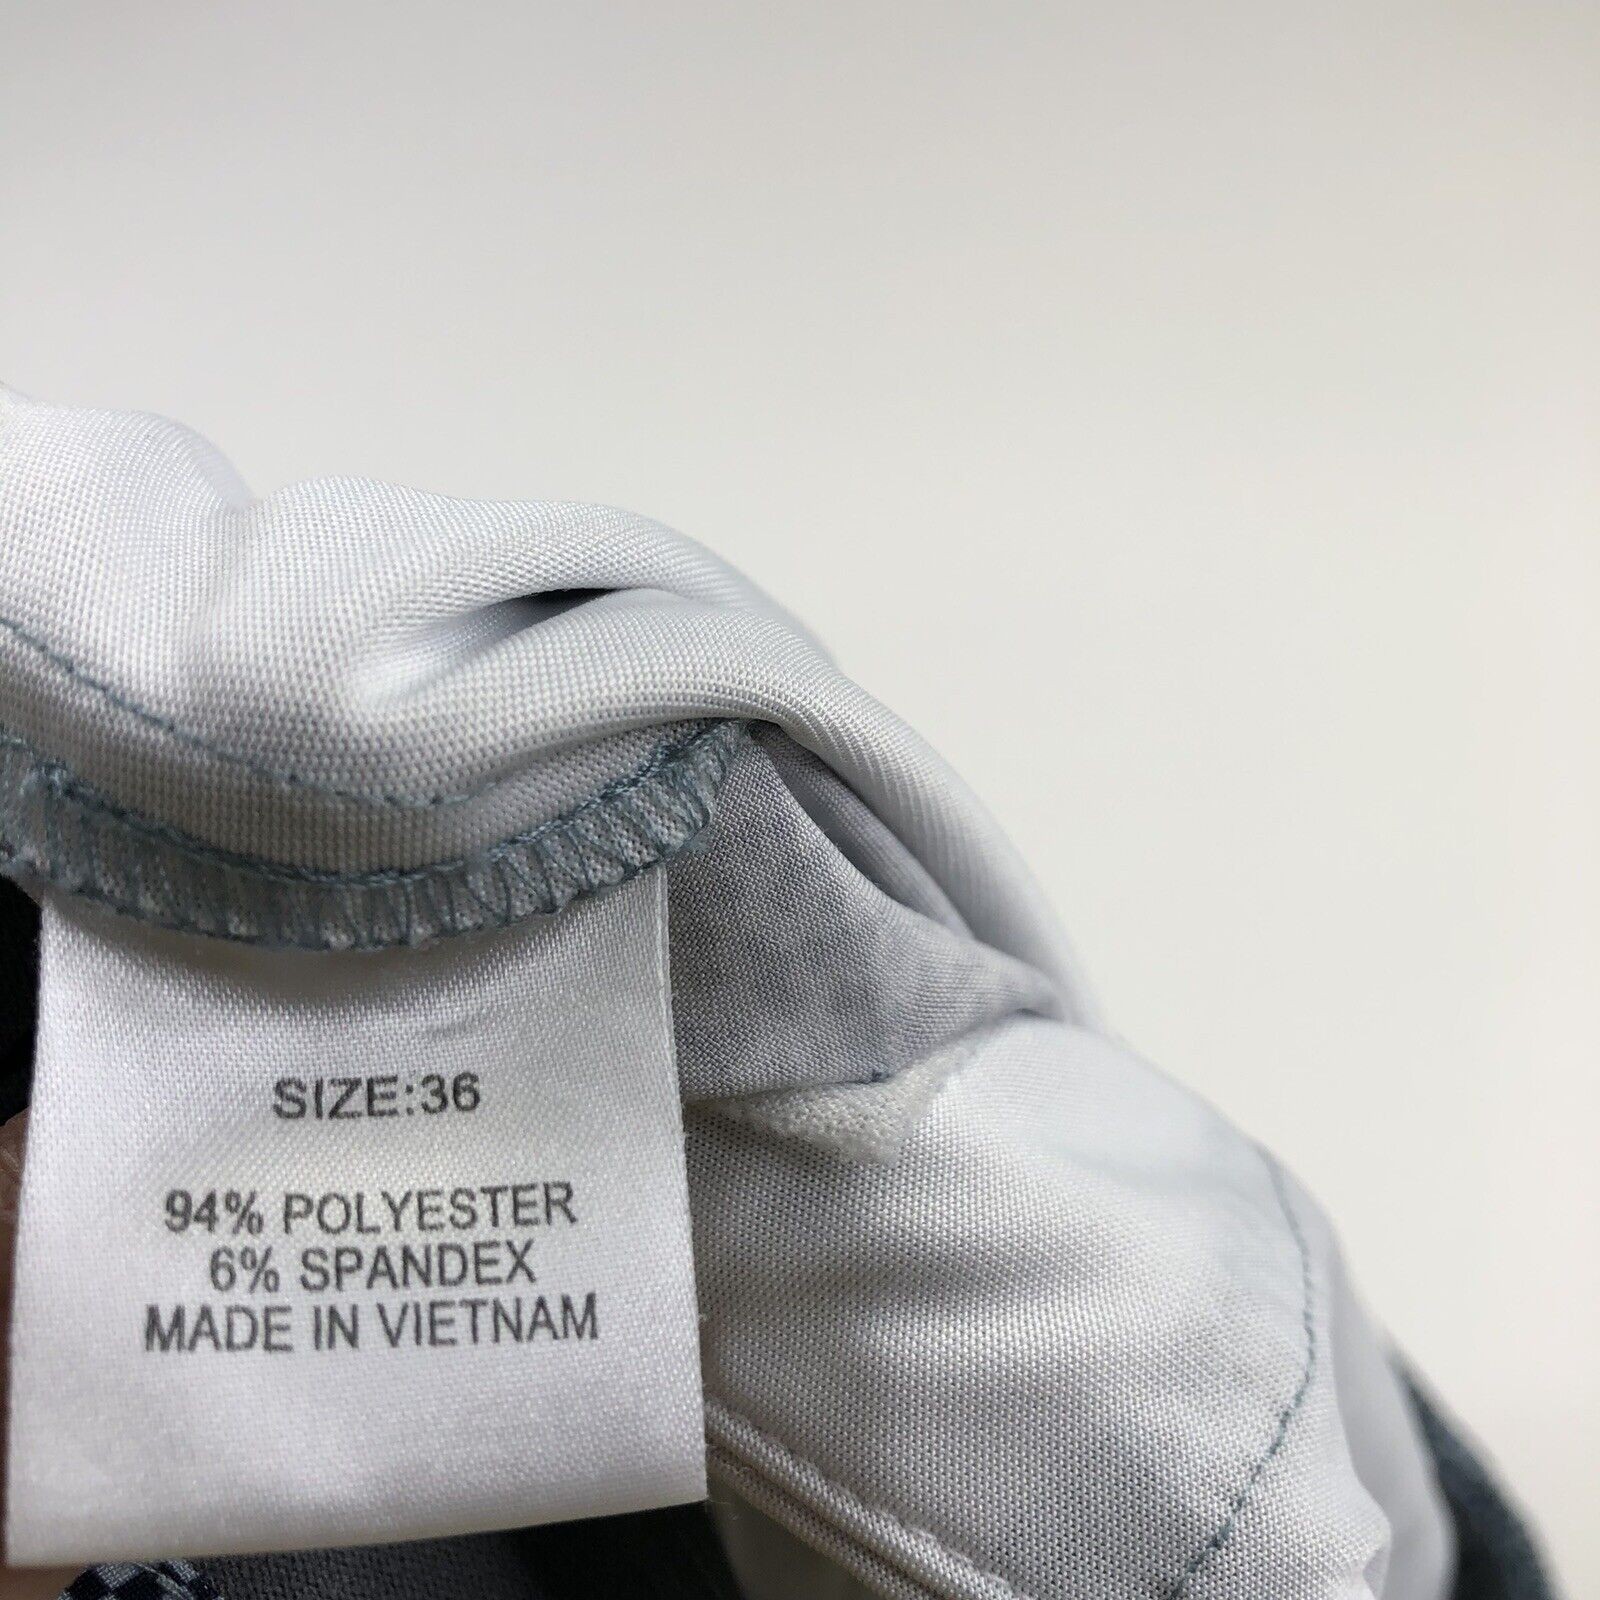 SIZE:36
94% POLYESTER
6% SPANDEX
MADE IN VIETNAM